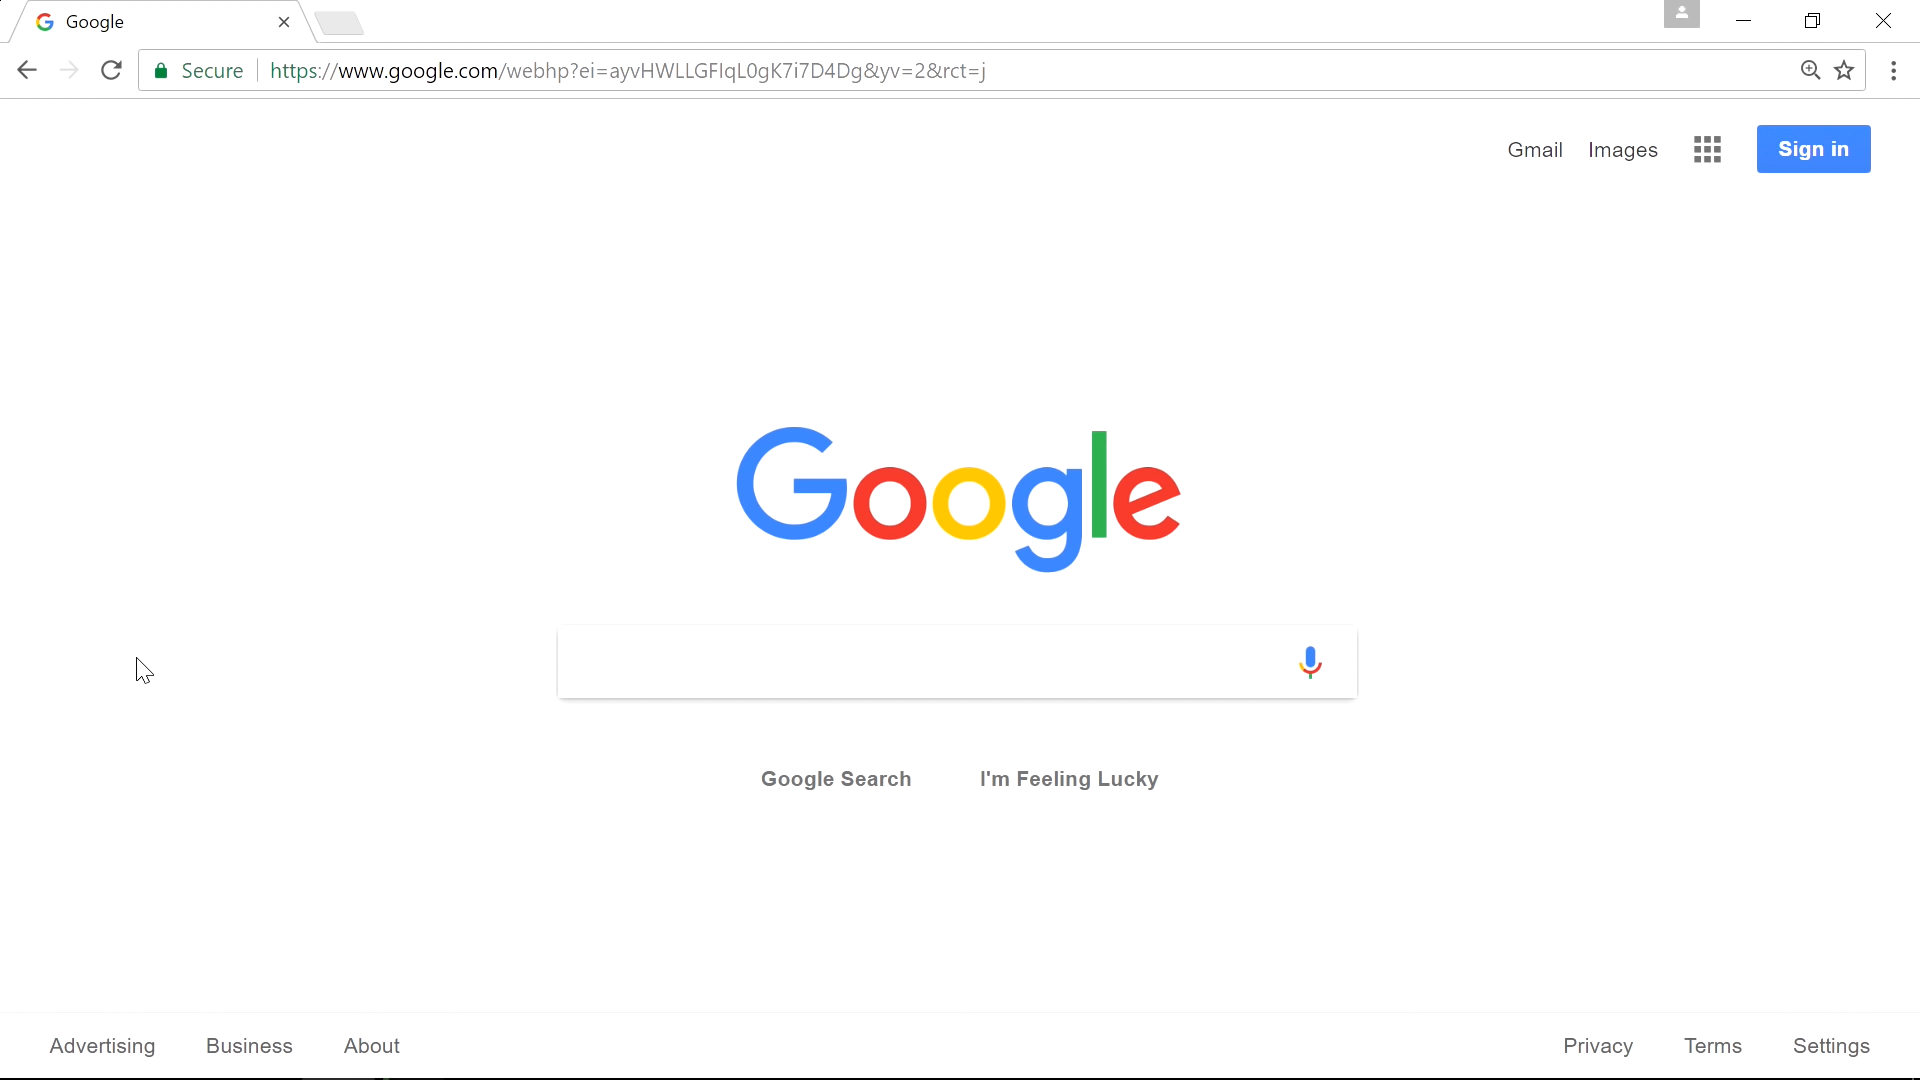 Google
Secure https://www.google.com/webhp?ei=ayvHWLLGFIqL0gK7i7D4Dg&yv=2&rct=j
Gmail Images Sign in
Google
Google Search I'm Feeling Lucky
Advertising Business About Privacy Terms Settings